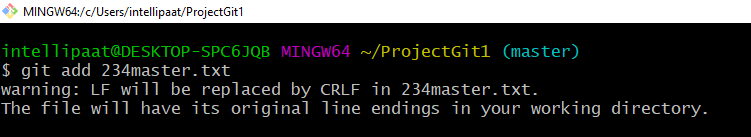 MINGW64:/c/Users/intellipaat/ProjectGit1
intellipaat@DESKTOP-SPC6JQB MINGW64 ~/ProjectGit1 (master)
$ git add 234master.txt
warning: LF will be replaced by CRLF in 234master.txt.
The file will have its original line endings in your working directory.